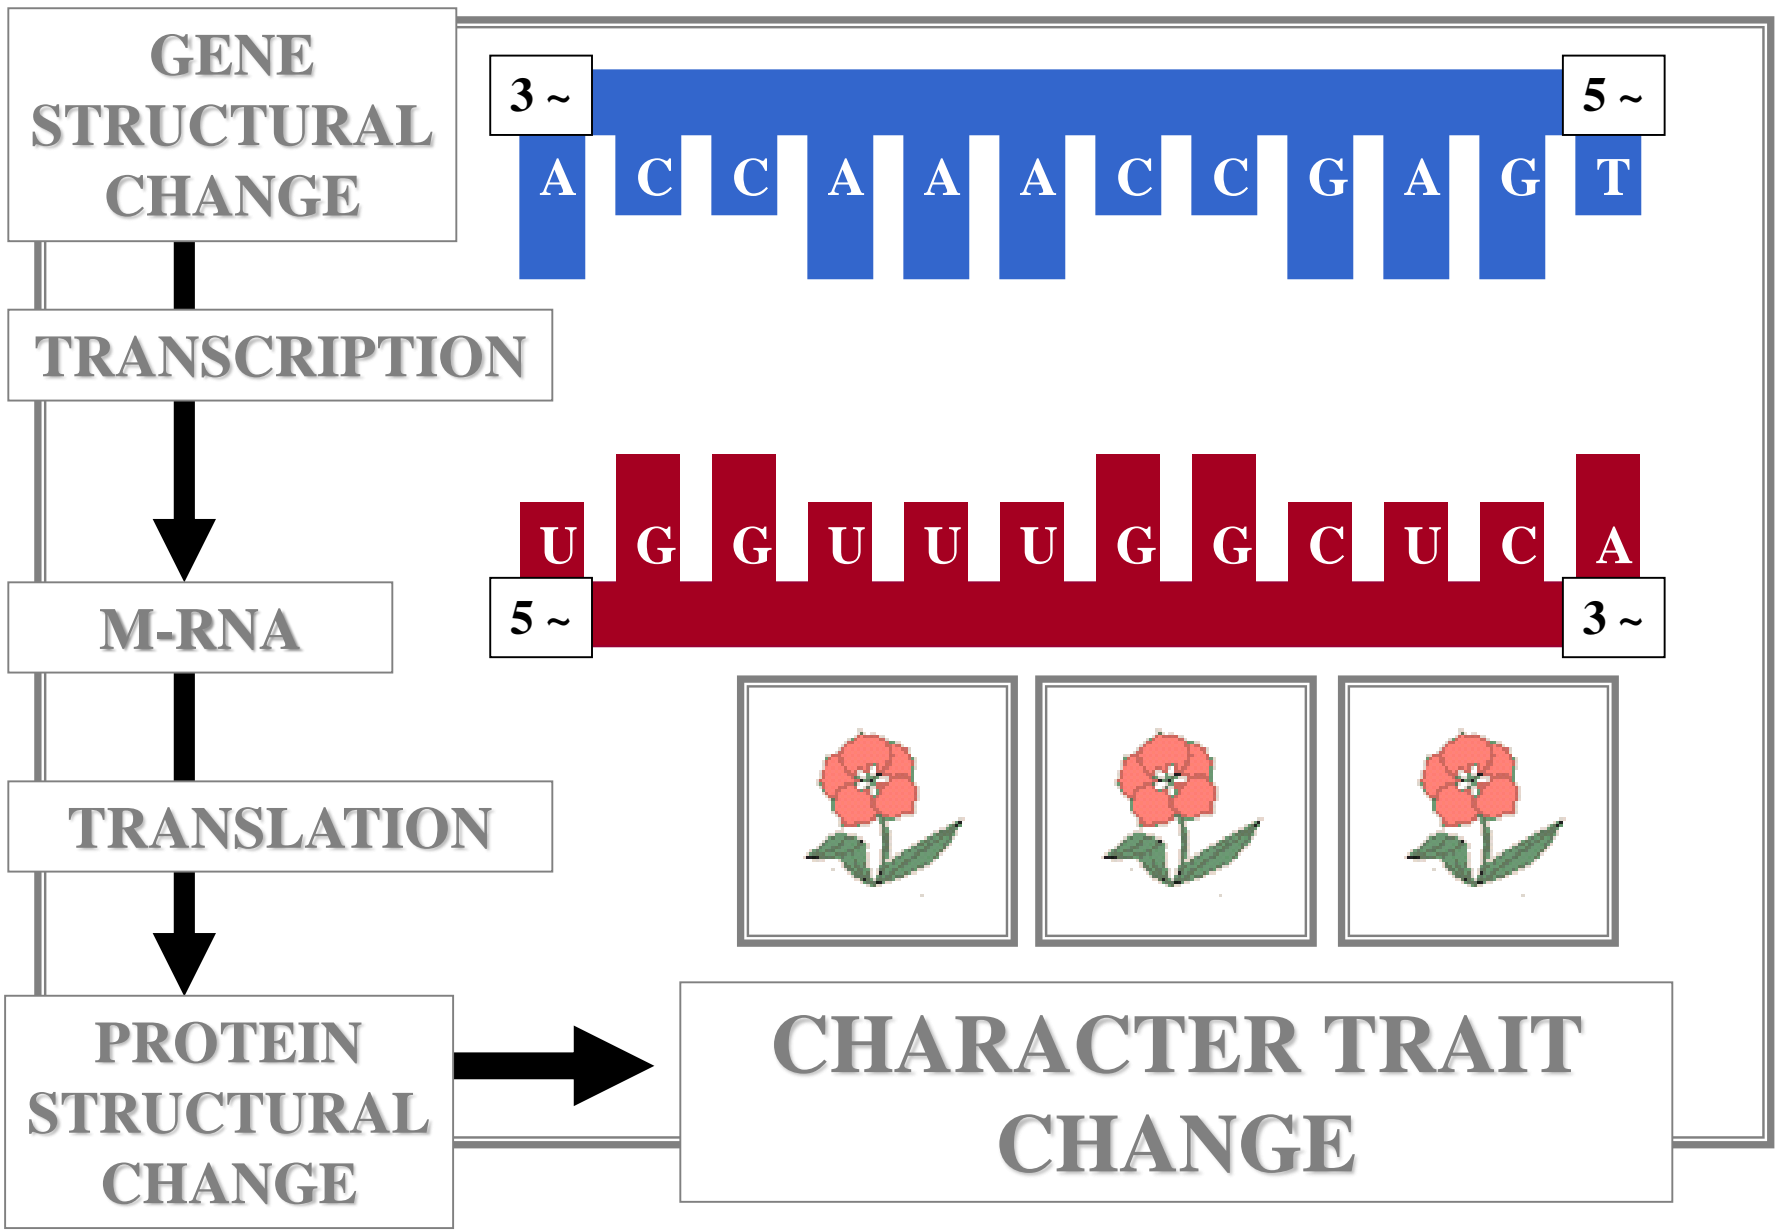 GENE
STRUCTURAL
CHANGE
3 ~ 5 ~
A C C A A A C C G A G T
TRANSCRIPTION
U G G U U U G G C U C A
5 ~ 3 ~
M-RNA
TRANSLATION
PROTEIN
STRUCTURAL
CHANGE
CHARACTER TRAIT
CHANGE